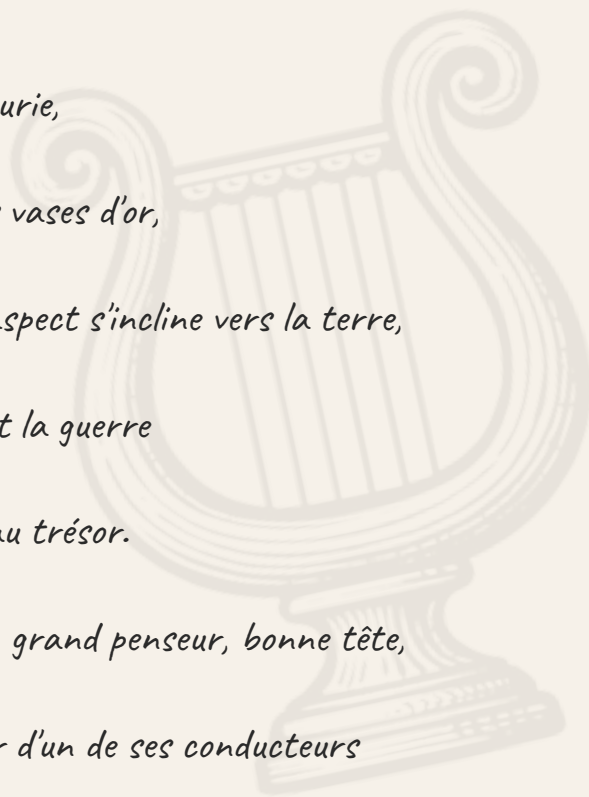 urie,
vases d'or,
spect s'incline vers la terre,
t la guerre
u trésor.
grand penseur, bonne tête,
r d'un de ses conducteurs